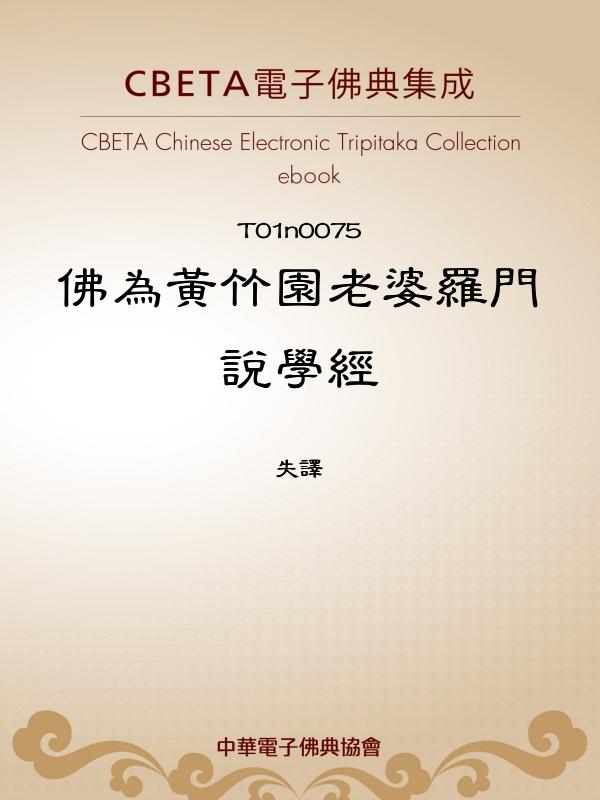 CBETA電子佛典集成
CBETA Chinese Electronic Tripitaka Collection
ebook
T01n0075
佛為黃竹園老婆羅門
說學經
失譯
中華電子佛典協會